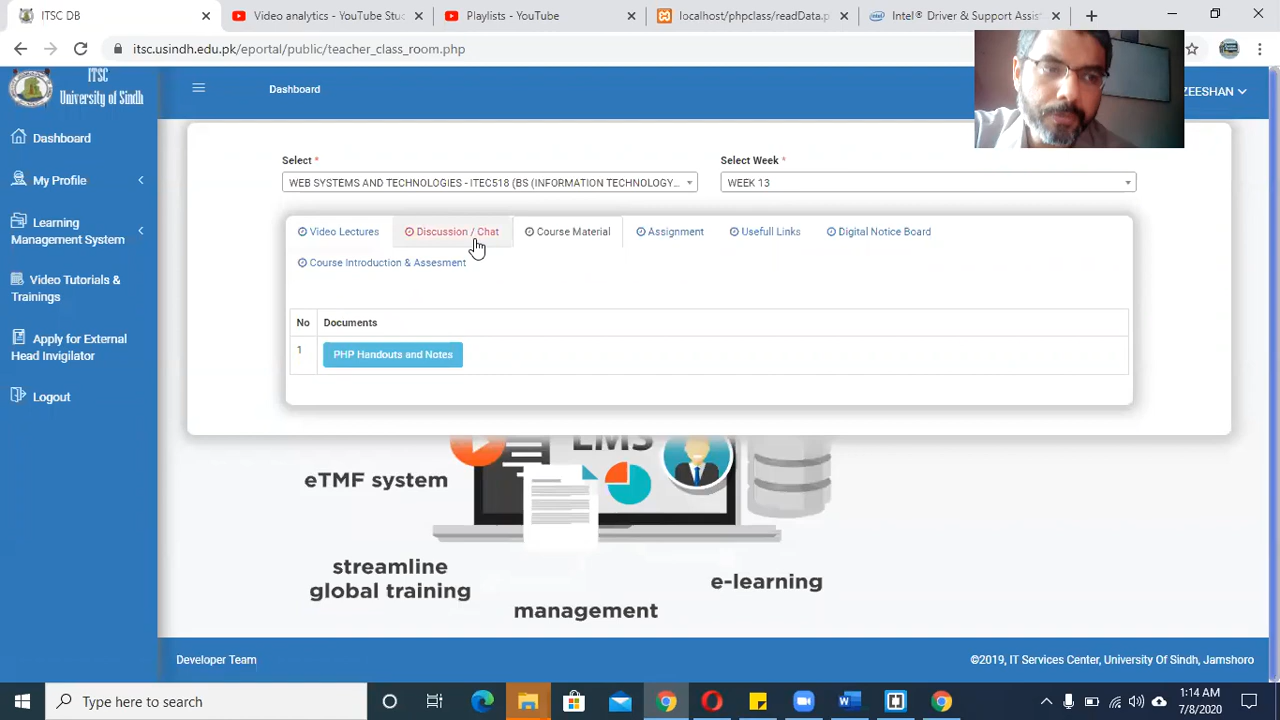 ITSC DB
Video analytics - YouTube Stu
Playlists - YouTube
localhost/phpclass/readData.p
Intel® Driver & Support Assis
itsc.usindh.edu.pk/eportal/public/teacher_class_room.php
ITSC
University of Sindh
Dashboard
ZEESHAN
Dashboard
My Profile
Learning
Management System
Video Tutorials &
Trainings
Apply for External
Head Invigilator
Logout
Select *
Select Week *
WEB SYSTEMS AND TECHNOLOGIES - ITEC518 (BS (INFORMATION TECHNOLOGY...
WEEK 13
Video Lectures
Discussion / Chat
Course Material
Assignment
Usefull Links
Digital Notice Board
Course Introduction & Assesment
No
Documents
1
PHP Handouts and Notes
LMS
eTMF system
streamline
global training
management
e-learning
Developer Team
©2019, IT Services Center, University Of Sindh, Jamshoro
Type here to search
1:14 AM
7/8/2020